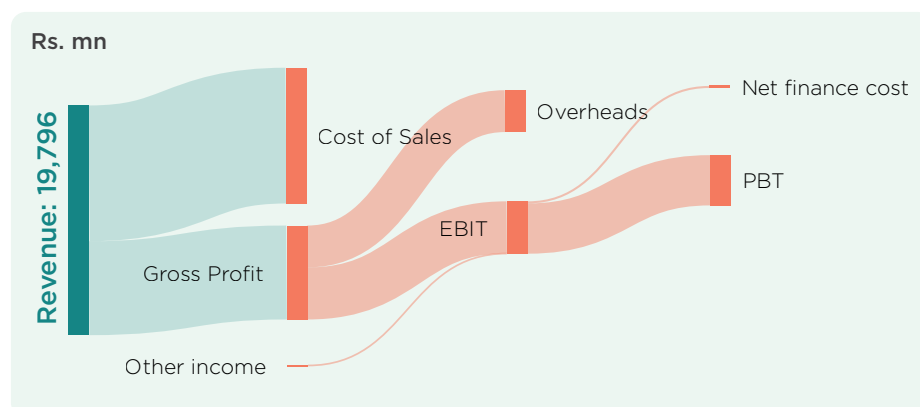 Rs. mn
Revenue: 19,796
Cost of Sales
Gross Profit
Other income
Overheads
EBIT
Net finance cost
PBT